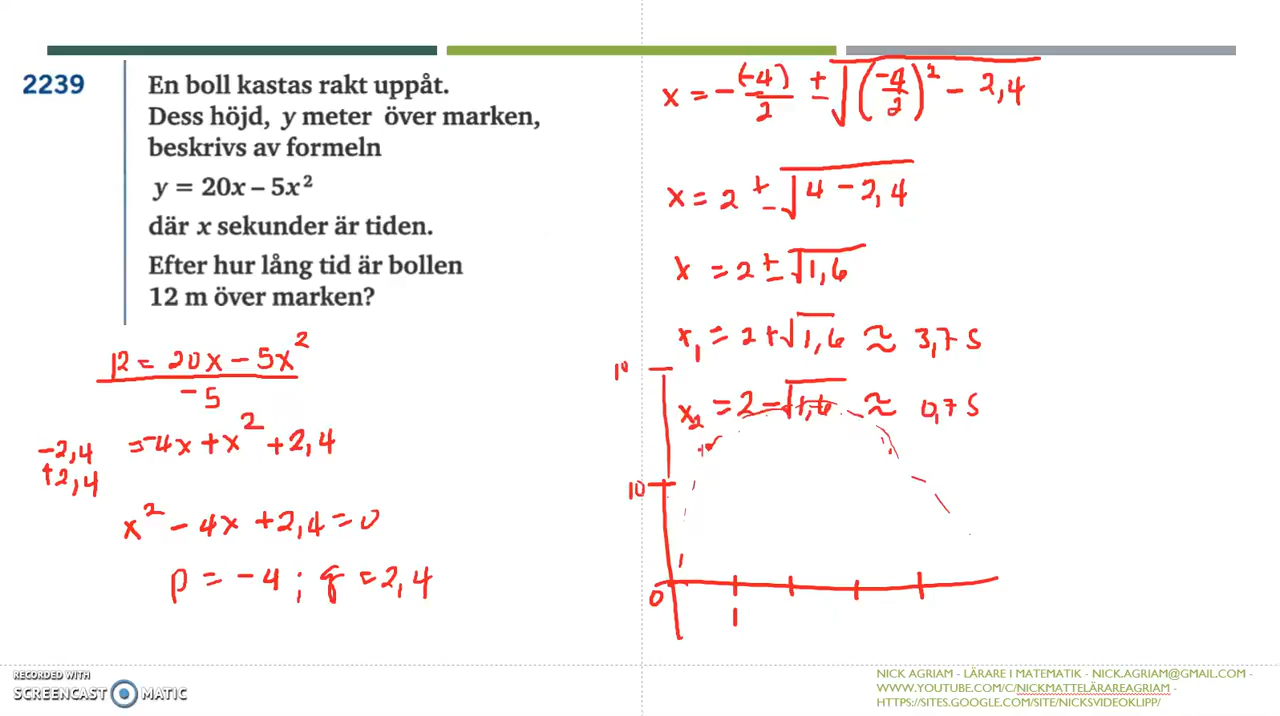 2239
En boll kastas rakt uppåt.
Dess höjd, y meter över marken,
beskrivs av formeln
y = 20x – 5x²
där x sekunder är tiden.
Efter hur lång tid är bollen
12 m över marken?
12 = 20x – 5x²
-5
-2,4 = -4x + x² + 2,4
+2,4
x² - 4x + 2,4 = 0
p = -4 ; q = 2,4
x = -(-4)/2 ± √((-4/2)² - 2,4)
x = 2 ± √(4 - 2,4)
x = 2 ± √1,6
x₁ = 2 + √1,6 ≈ 3,7 s
x₂ = 2 - √1,6 ≈ 0,7 s
10
10
0
1
RECORDED WITH
SCREENCAST MATIC
NICK AGRIAM - LÄRARE I MATEMATIK - NICK.AGRIAM@GMAIL.COM -
WWW.YOUTUBE.COM/C/NICKMATTELÄRAREAGRIAM -
HTTPS://SITES.GOOGLE.COM/SITE/NICKSVIDEOKLIPP/